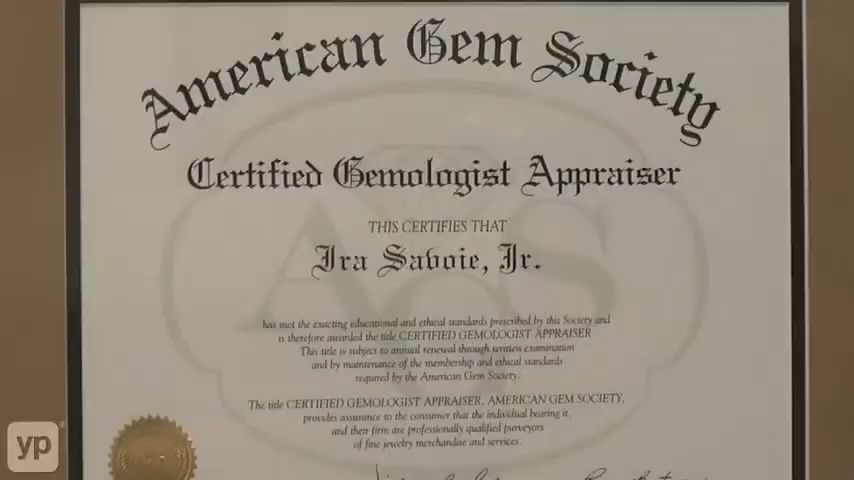 American Gem Society
Certified Gemologist Appraiser
THIS CERTIFIES THAT
Ira Savoie, Jr.
has met the exacting educational and ethical standards prescribed by this Society and
is therefore awarded the title CERTIFIED GEMOLOGIST APPRAISER
This title is subject to annual renewal through written examination
and by maintenance of the membership and ethical standards
required by the American Gem Society.
The title CERTIFIED GEMOLOGIST APPRAISER, AMERICAN GEM SOCIETY,
provides assurance to the consumer that the individual bearing it,
and their firm are professionally qualified purveyors
of fine jewelry merchandise and services.
AGS
yp